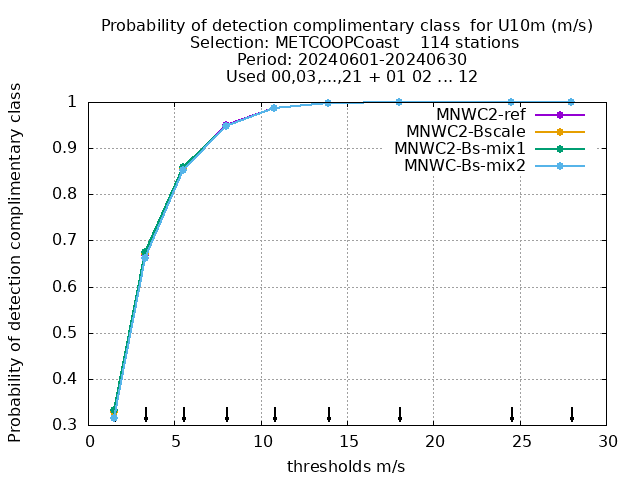 Probability of detection complimentary class  for U10m (m/s)
Selection: METCOOPCoast    114 stations
Period: 20240601-20240630
Used 00,03,...,21 + 01 02 ... 12
Probability of detection complimentary class
1
0.9
0.8
0.7
0.6
0.5
0.4
0.3
MNWC2-ref
MNWC2-Bscale
MNWC2-Bs-mix1
MNWC-Bs-mix2
0 5 10 15 20 25 30
thresholds m/s